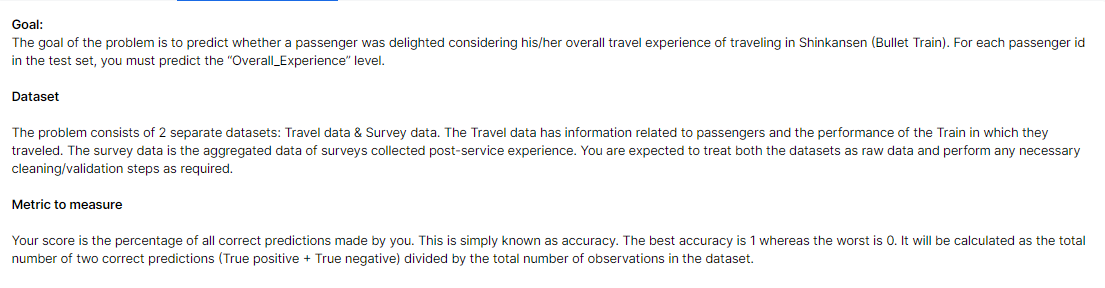 Goal:
The goal of the problem is to predict whether a passenger was delighted considering his/her overall travel experience of traveling in Shinkansen (Bullet Train). For each passenger id
in the test set, you must predict the “Overall_Experience” level.
Dataset
The problem consists of 2 separate datasets: Travel data & Survey data. The Travel data has information related to passengers and the performance of the Train in which they
traveled. The survey data is the aggregated data of surveys collected post-service experience. You are expected to treat both the datasets as raw data and perform any necessary
cleaning/validation steps as required.
Metric to measure
Your score is the percentage of all correct predictions made by you. This is simply known as accuracy. The best accuracy is 1 whereas the worst is 0. It will be calculated as the total
number of two correct predictions (True positive + True negative) divided by the total number of observations in the dataset.